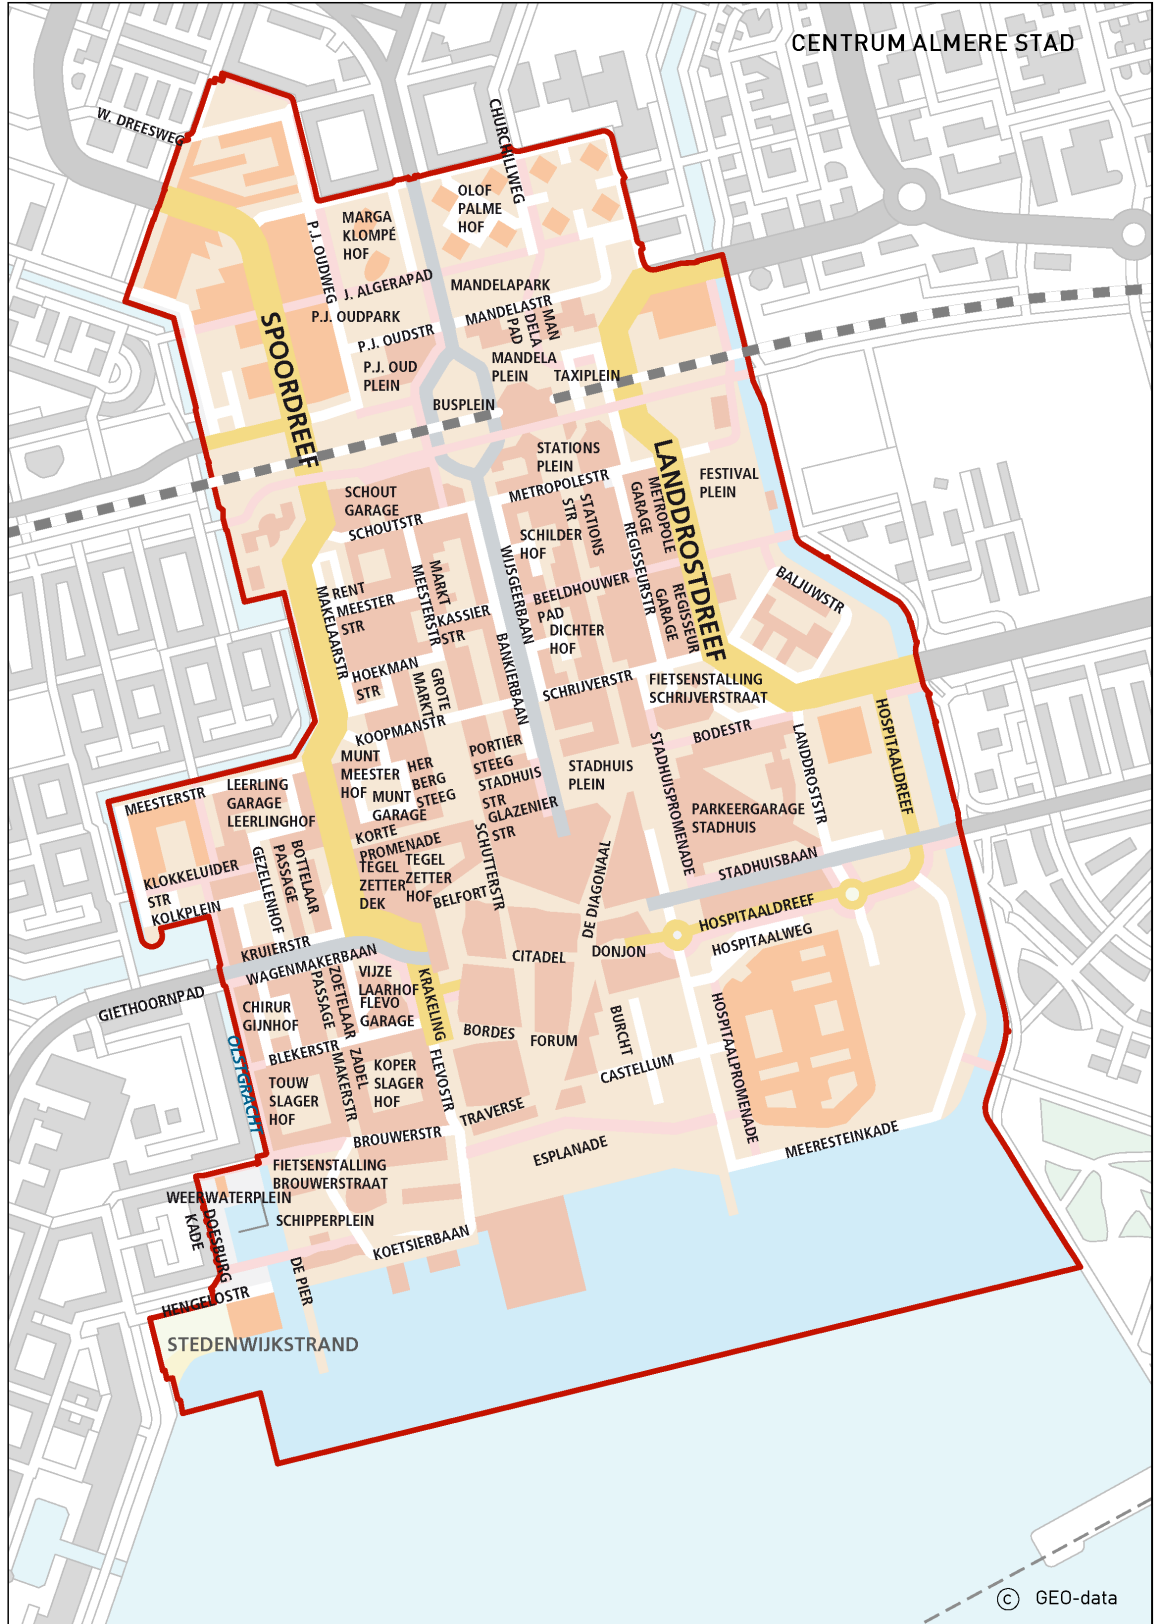 CENTRUM ALMERE STAD
W. DREESWEG
CHURCHILLWEG
OLOF
PALME
HOF
MARGA
KLOMPÉ
HOF
P.J. OUDWEG
J. ALGERAPAD
MANDELAPARK
P.J. OUDPARK
MANDELASTR
MAN
DELA
PAD
P.J. OUDSTR
SPOORDREEF
P.J. OUD
PLEIN
MANDELA
PLEIN
TAXIPLEIN
BUSPLEIN
STATIONS
PLEIN
LANDDROSTDREEF
FESTIVAL
PLEIN
METROPOLESTR
SCHOUT
GARAGE
SCHOUTSTR
STATIONS
STR
METROPOLE
GARAGE
SCHILDER
HOF
REGISSEURSTR
WIJSGEERBAAN
BEELDHOUWER
PAD
BALJUWSTR
MARKT
MEESTERSTR
MAKELAARSTR
RENT
MEESTER
STR
KASSIER
STR
REGISSEUR
GARAGE
DICHTER
HOF
BANKIERBAAN
HOEKMAN
STR
GROTE
MARKT
SCHRIJVERSTR
FIETSENSTALLING
SCHRIJVERSTRAAT
KOOPMANSTR
BODESTR
HOSPITAALDREEF
LANDDROSTSTR
STADHUISPROMENADE
PORTIER
STEEG
MUNT
MEESTER
HOF
HER
BERG
STEEG
STADHUIS
STR
STADHUIS
PLEIN
LEERLING
GARAGE
LEERLINGHOF
MEESTERSTR
MUNT
GARAGE
GLAZENIER
STR
PARKEERGARAGE
STADHUIS
KORTE
PROMENADE
SCHUTTERSTR
BOTTELAAR
PASSAGE
GEZELLENHOF
KLOKKELUIDER
STR
TEGEL
ZETTER
DEK
TEGEL
ZETTER
HOF
BELFORT
DE DIAGONAAL
STADHUISBAAN
KOLKPLEIN
HOSPITAALDREEF
KRUIERSTR
WAGENMAKERBAAN
CITADEL
DONJON
HOSPITAALWEG
GIETHOORNPAD
ZOETELAAR
PASSAGE
VIJZE
LAARHOF
FLEVO
GARAGE
KRAKELING
CHIRUR
GIJNHOF
BORDES
FORUM
BURCHT
HOSPITAALPROMENADE
OLSTGRACHT
BLEKERSTR
ZADEL
MAKERSTR
KOPER
SLAGER
HOF
FLEVOSTR
CASTELLUM
TOUW
SLAGER
HOF
TRAVERSE
BROUWERSTR
ESPLANADE
MEERESTEINKADE
FIETSENSTALLING
BROUWERSTRAAT
WEERWATERPLEIN
SCHIPPERPLEIN
DOESBURG
KADE
KOETSIERBAAN
DE PIER
HENGELOSTR
STEDENWIJKSTRAND
© GEO-data